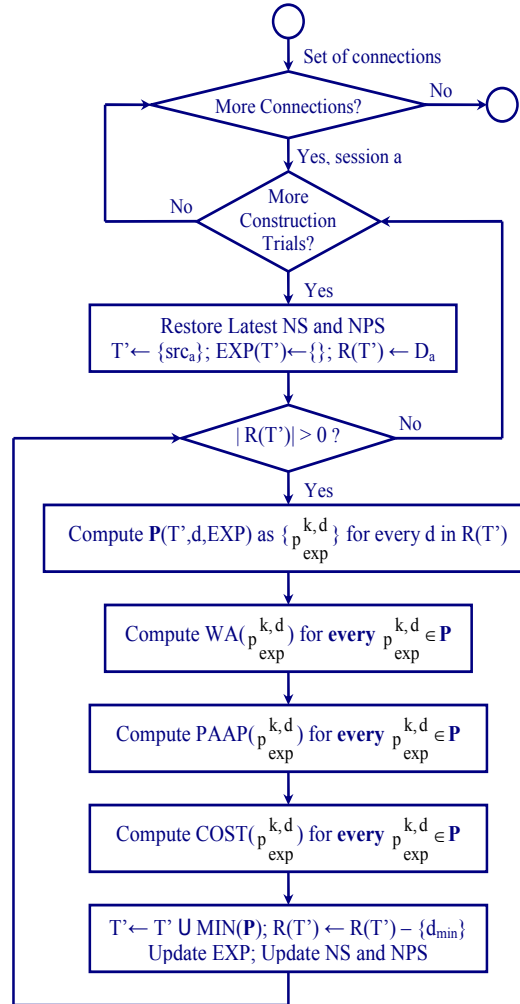 Set of connections
More Connections?
No
Yes, session a
No
More
Construction
Trials?
Yes
Restore Latest NS and NPS
T’← {src_a}; EXP(T’)←{}; R(T’) ← D_a
| R(T’)| > 0 ?
No
Yes
Compute P(T’,d,EXP) as {p_exp^k,d} for every d in R(T’)
Compute WA(p_exp^k,d) for every p_exp^k,d ∈ P
Compute PAAP(p_exp^k,d) for every p_exp^k,d ∈ P
Compute COST(p_exp^k,d) for every p_exp^k,d ∈ P
T’← T’ U MIN(P); R(T’) ← R(T’) – {d_min}
Update EXP; Update NS and NPS